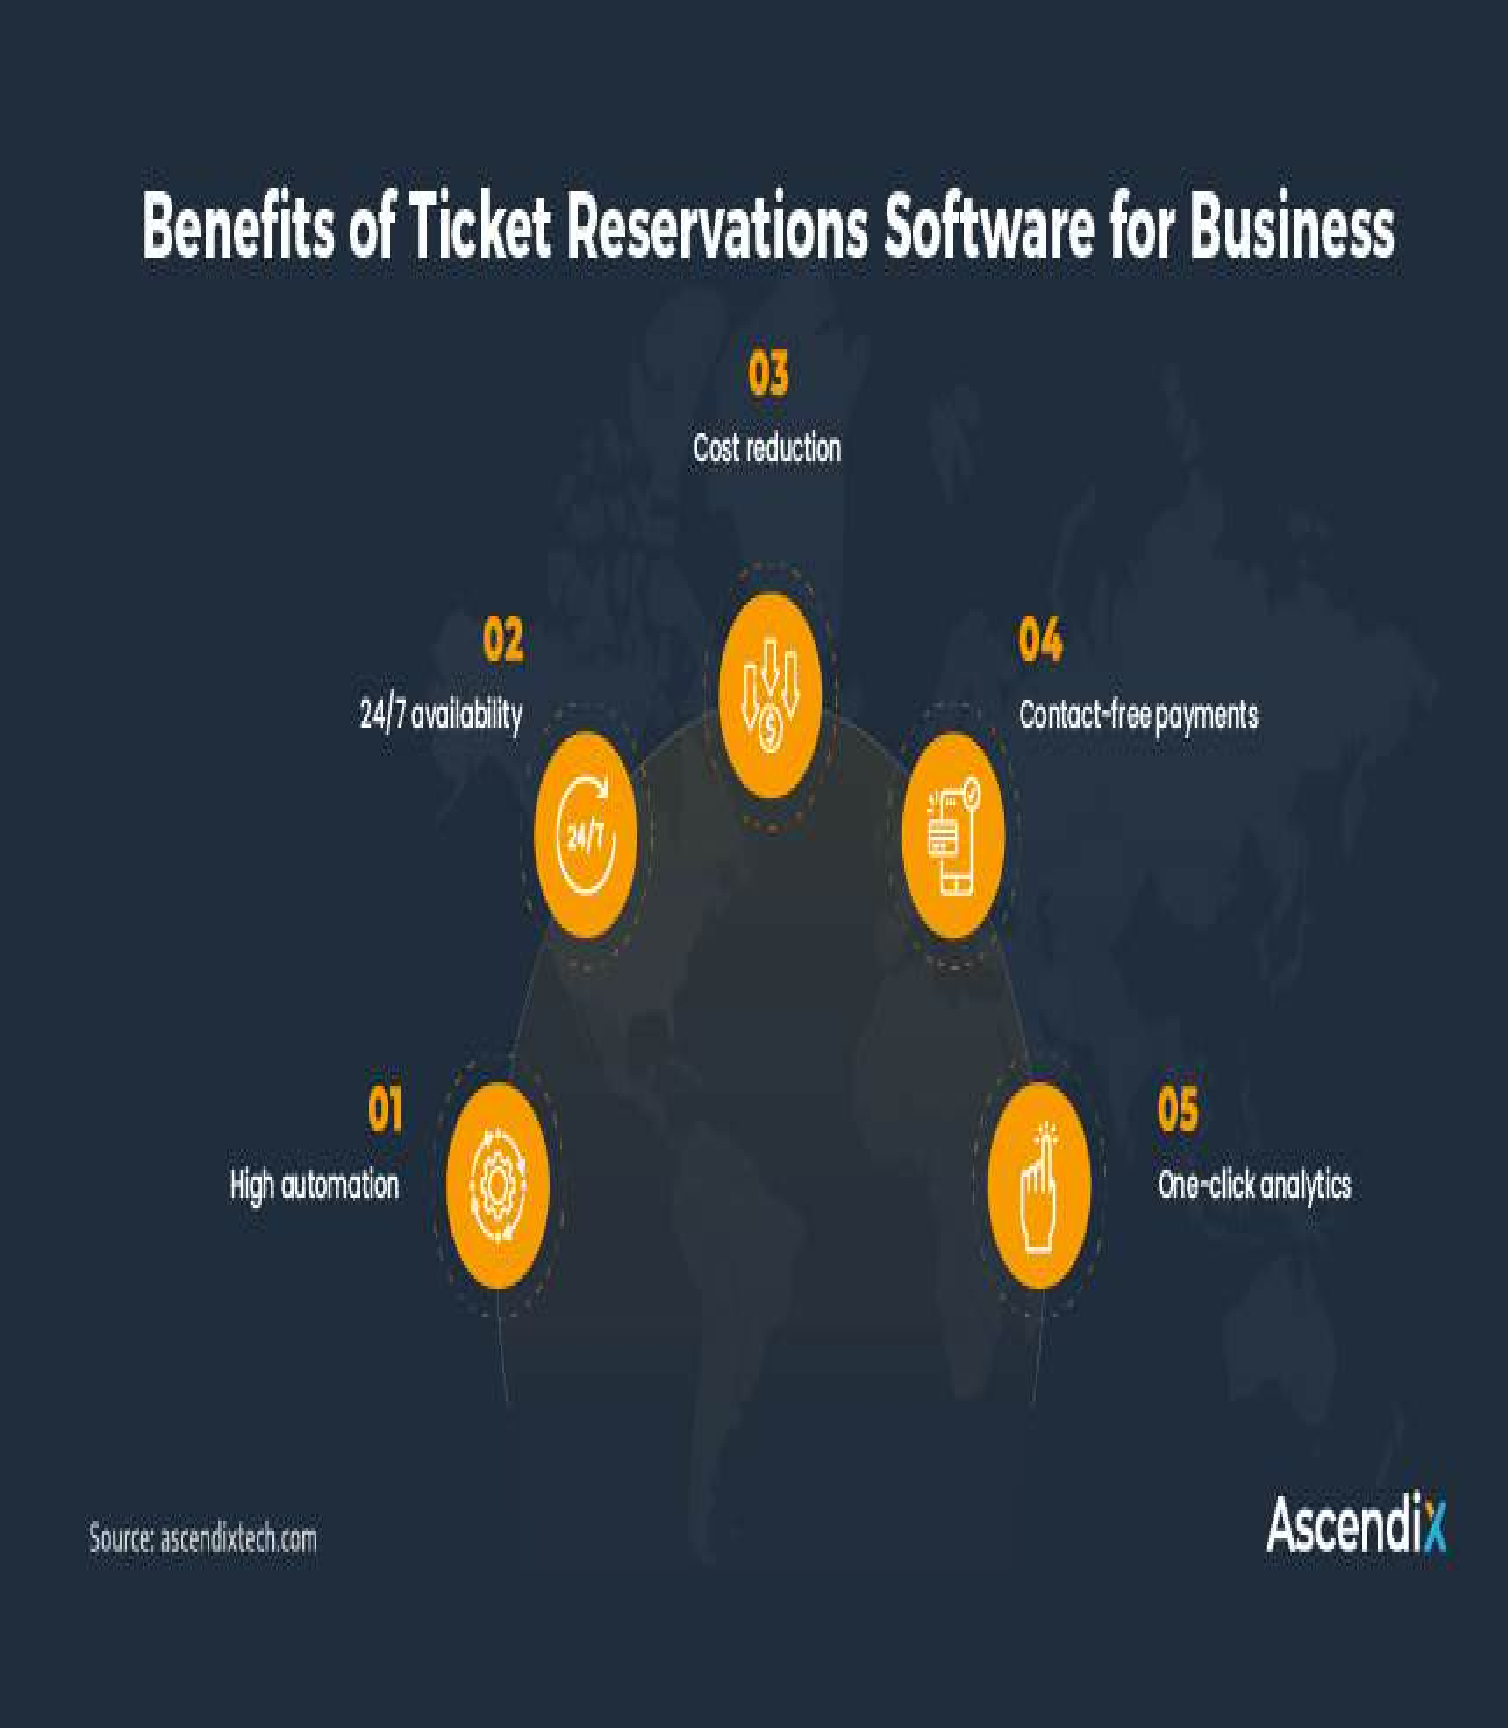 Benefits of Ticket Reservations Software for Business
03
Cost reduction
02
24/7 availability
04
Contact-free payments
24/7
01
High automation
05
One-click analytics
Source: ascendixtech.com
Ascendix